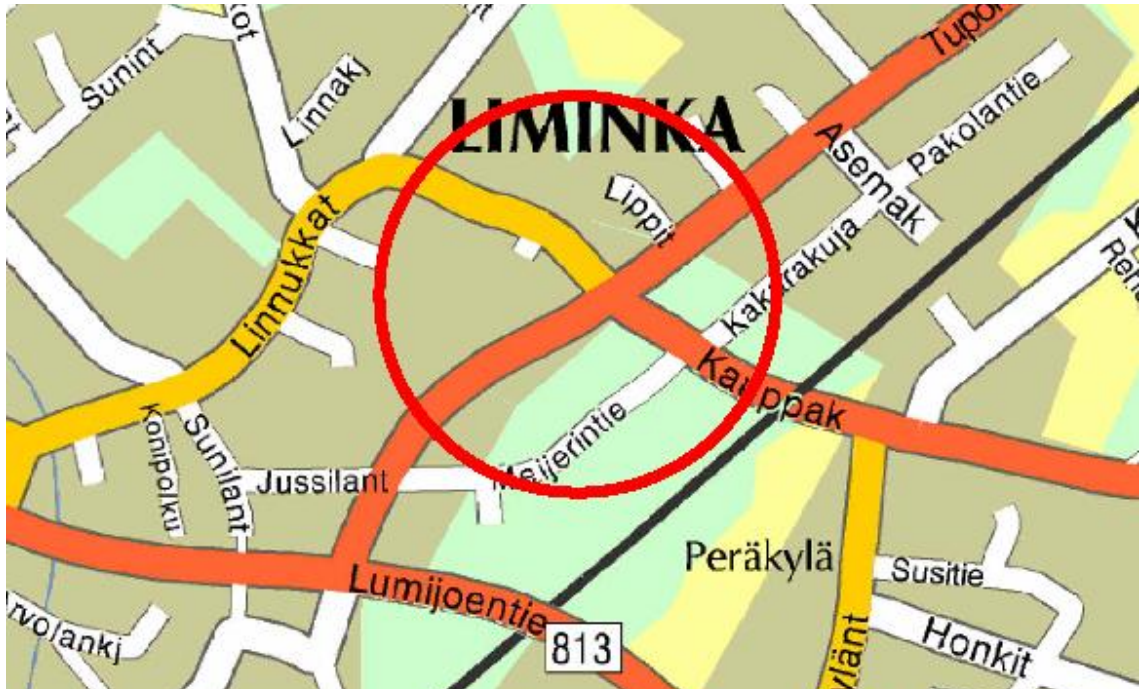 Sunint
Linnakj
LIMINKA
Tupo
Pakolantie
Asemak
Lippit
Linnukkat
Kakarakuja
Kauppak
Konipolku
Sunilant
Jussilant
Meijerintie
Peräkylä
Susitie
Lumijoentie
Honkit
813
rvolankj
ylänt